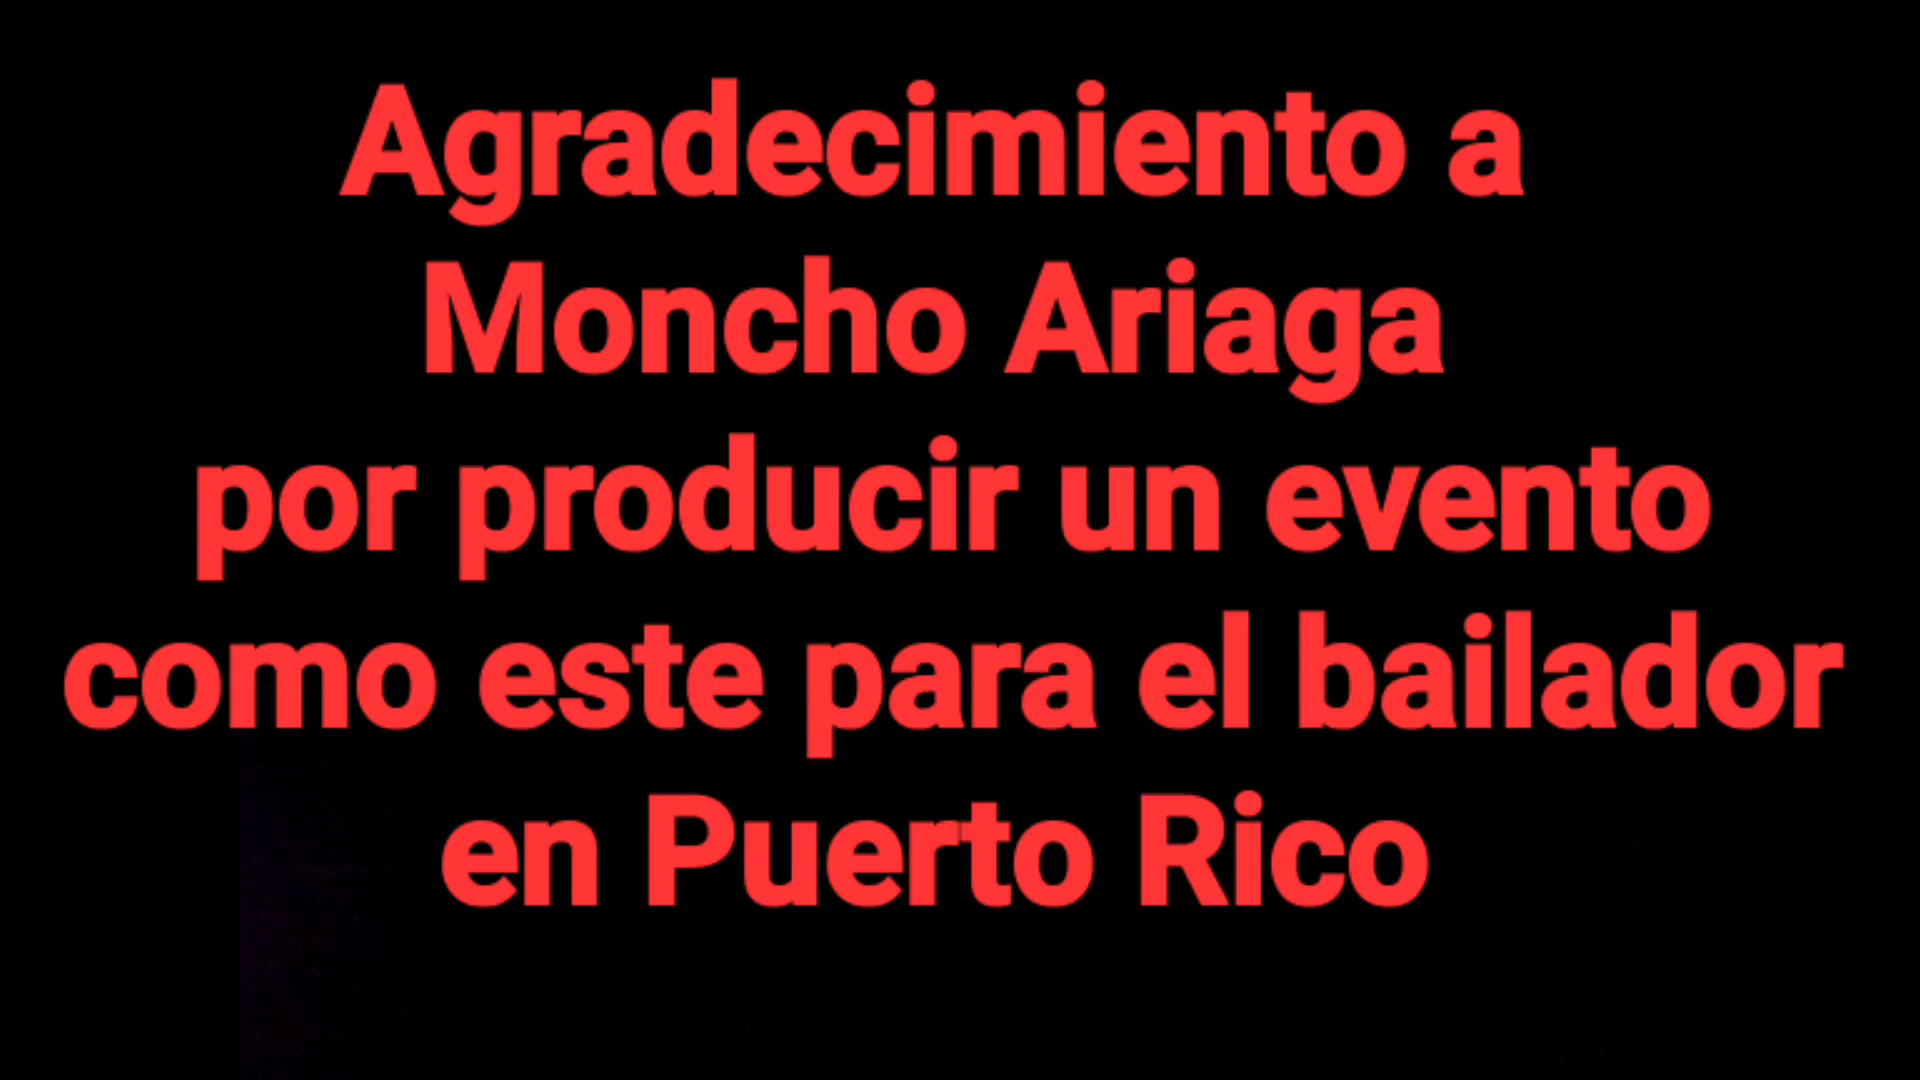 Agradecimiento a
Moncho Ariaga
por producir un evento
como este para el bailador
en Puerto Rico